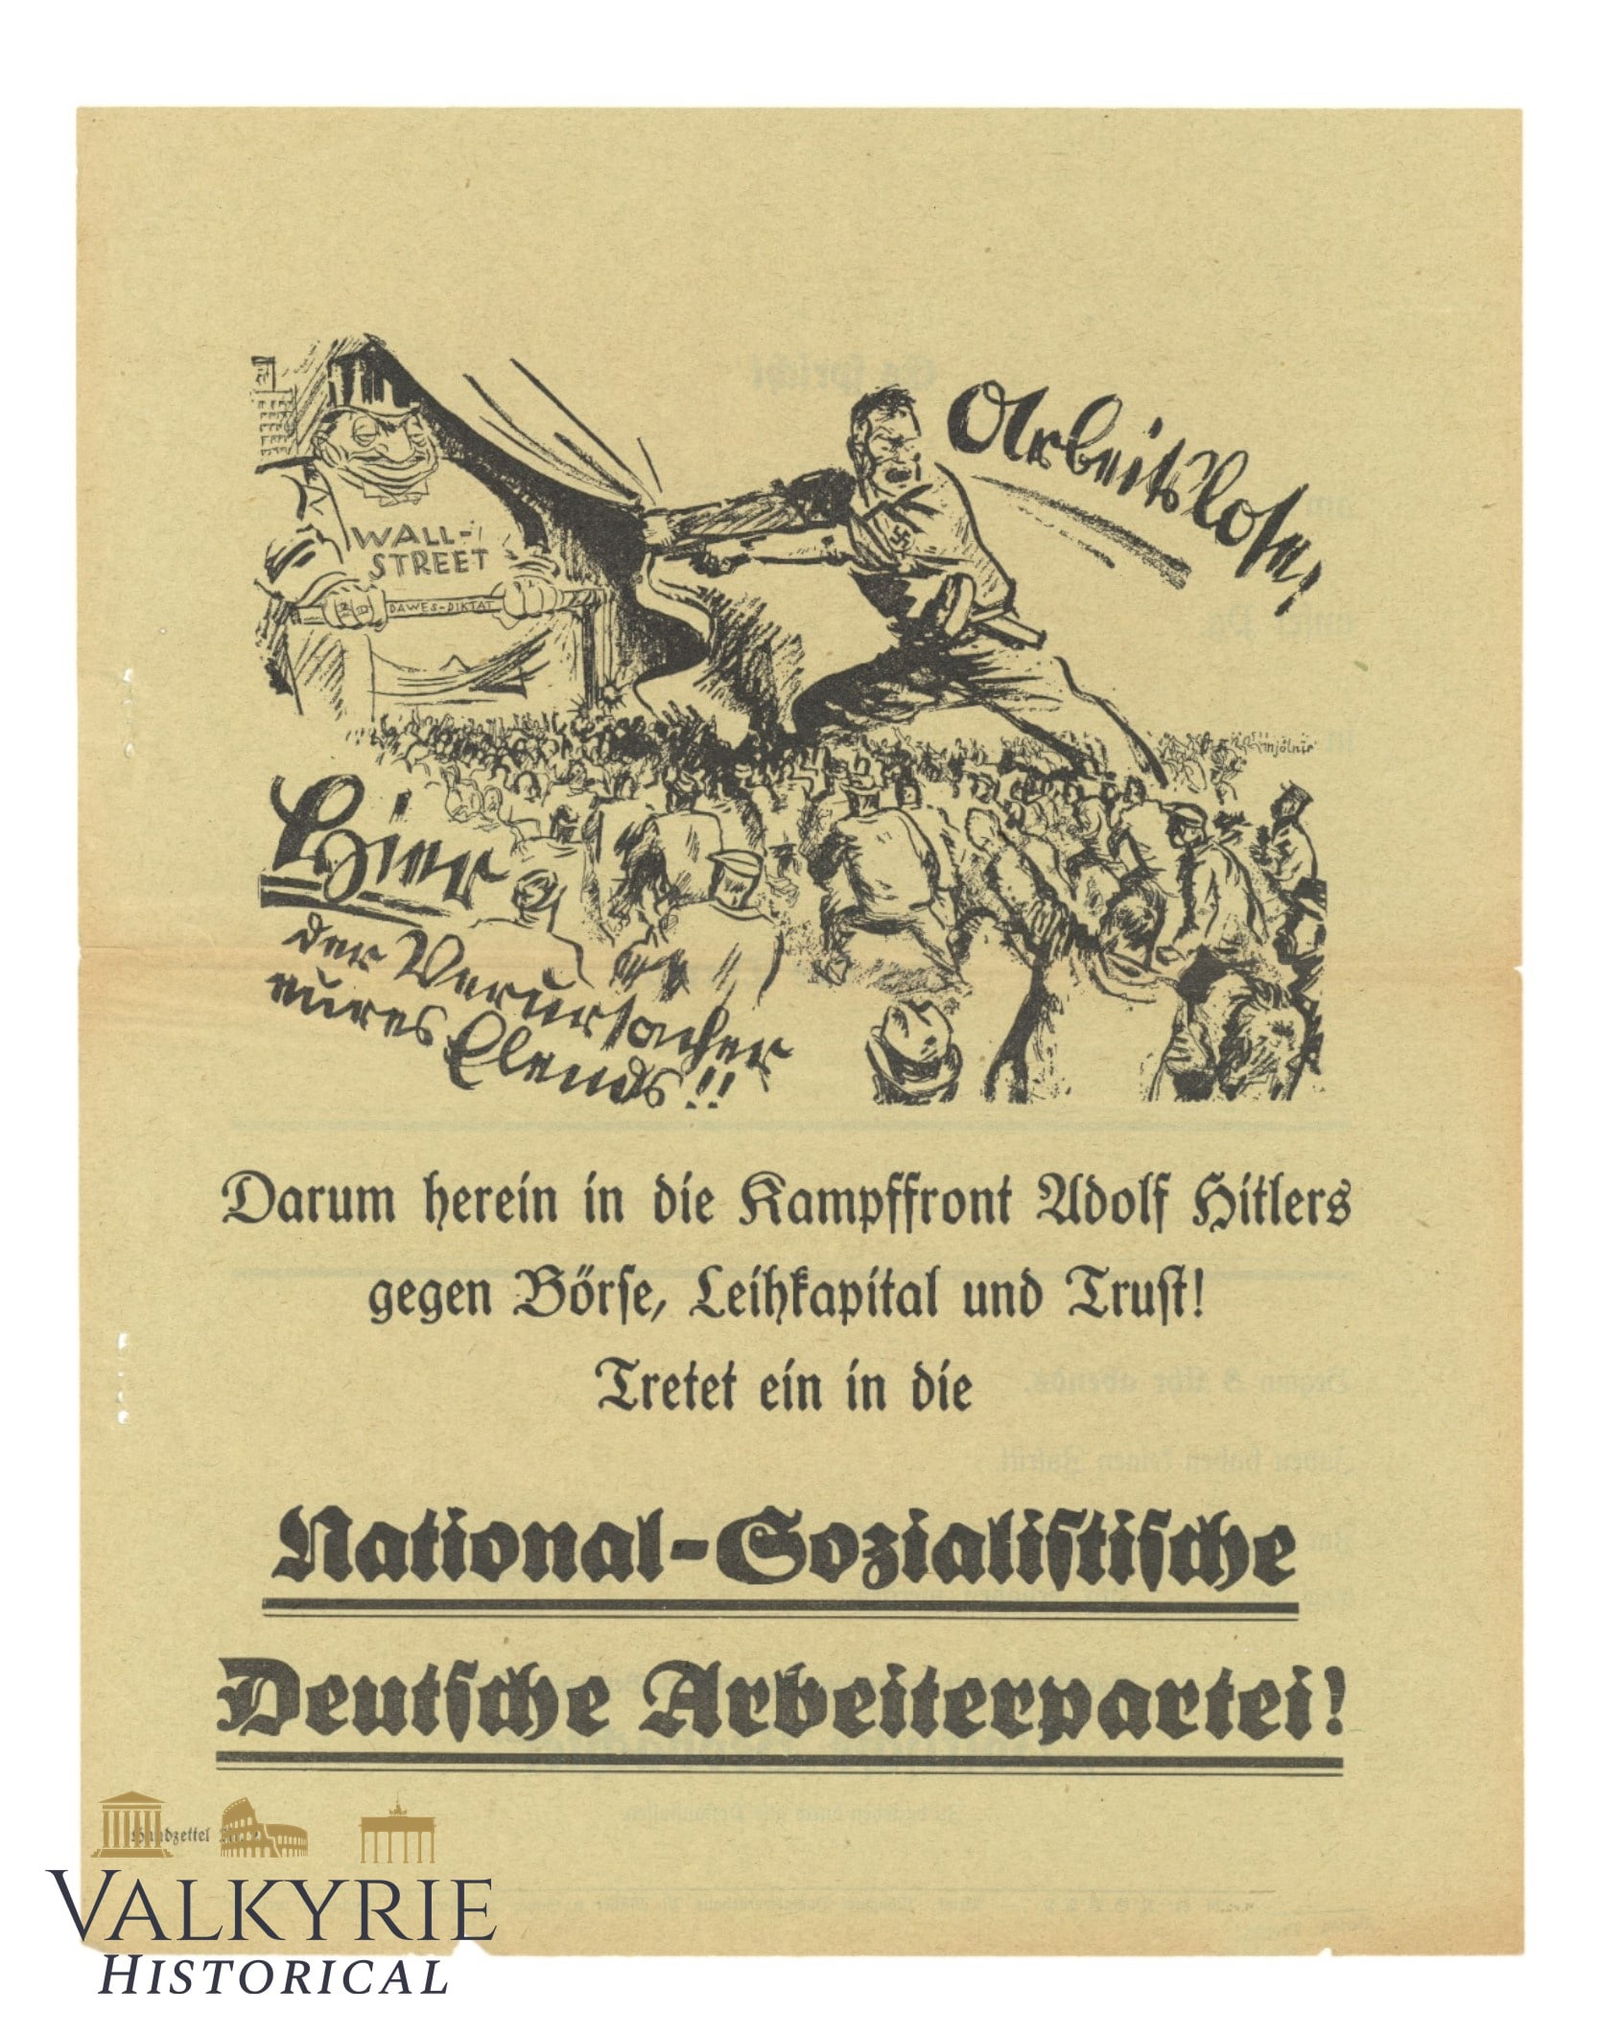 Arbeitslose,
WALL-
STREET
DAWES-DIKTAT
mjölnir
Hier
der Verursacher
eures Elends!!
Darum herein in die Kampffront Adolf Hitlers
gegen Börse, Leihkapital und Trust!
Tretet ein in die
National-Sozialistische
Deutsche Arbeiterpartei!
Handzettel
VALKYRIE
HISTORICAL